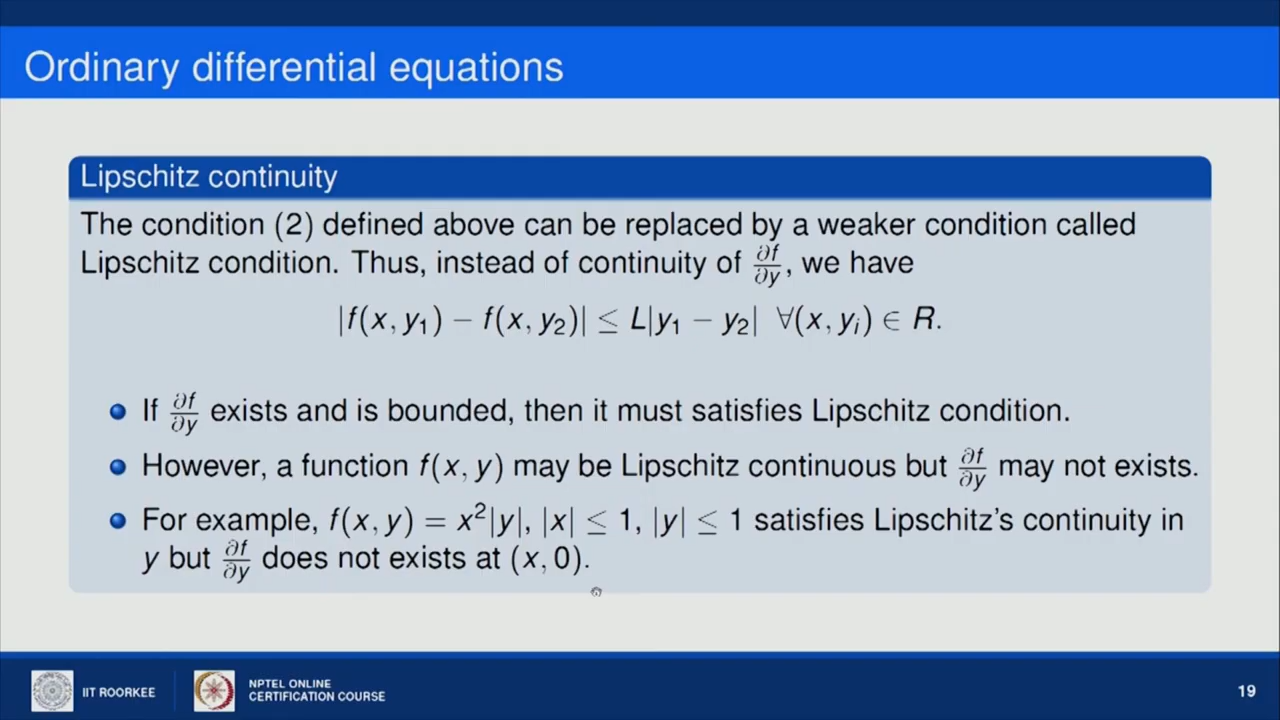 Ordinary differential equations
Lipschitz continuity
The condition (2) defined above can be replaced by a weaker condition called
Lipschitz condition. Thus, instead of continuity of ∂f/∂y, we have
|f(x, y₁) − f(x, y₂)| ≤ L|y₁ − y₂| ∀(x, yᵢ) ∈ R.
If ∂f/∂y exists and is bounded, then it must satisfies Lipschitz condition.
However, a function f(x, y) may be Lipschitz continuous but ∂f/∂y may not exists.
For example, f(x, y) = x²|y|, |x| ≤ 1, |y| ≤ 1 satisfies Lipschitz's continuity in
y but ∂f/∂y does not exists at (x, 0).
IIT ROORKEE
NPTEL ONLINE
CERTIFICATION COURSE
19